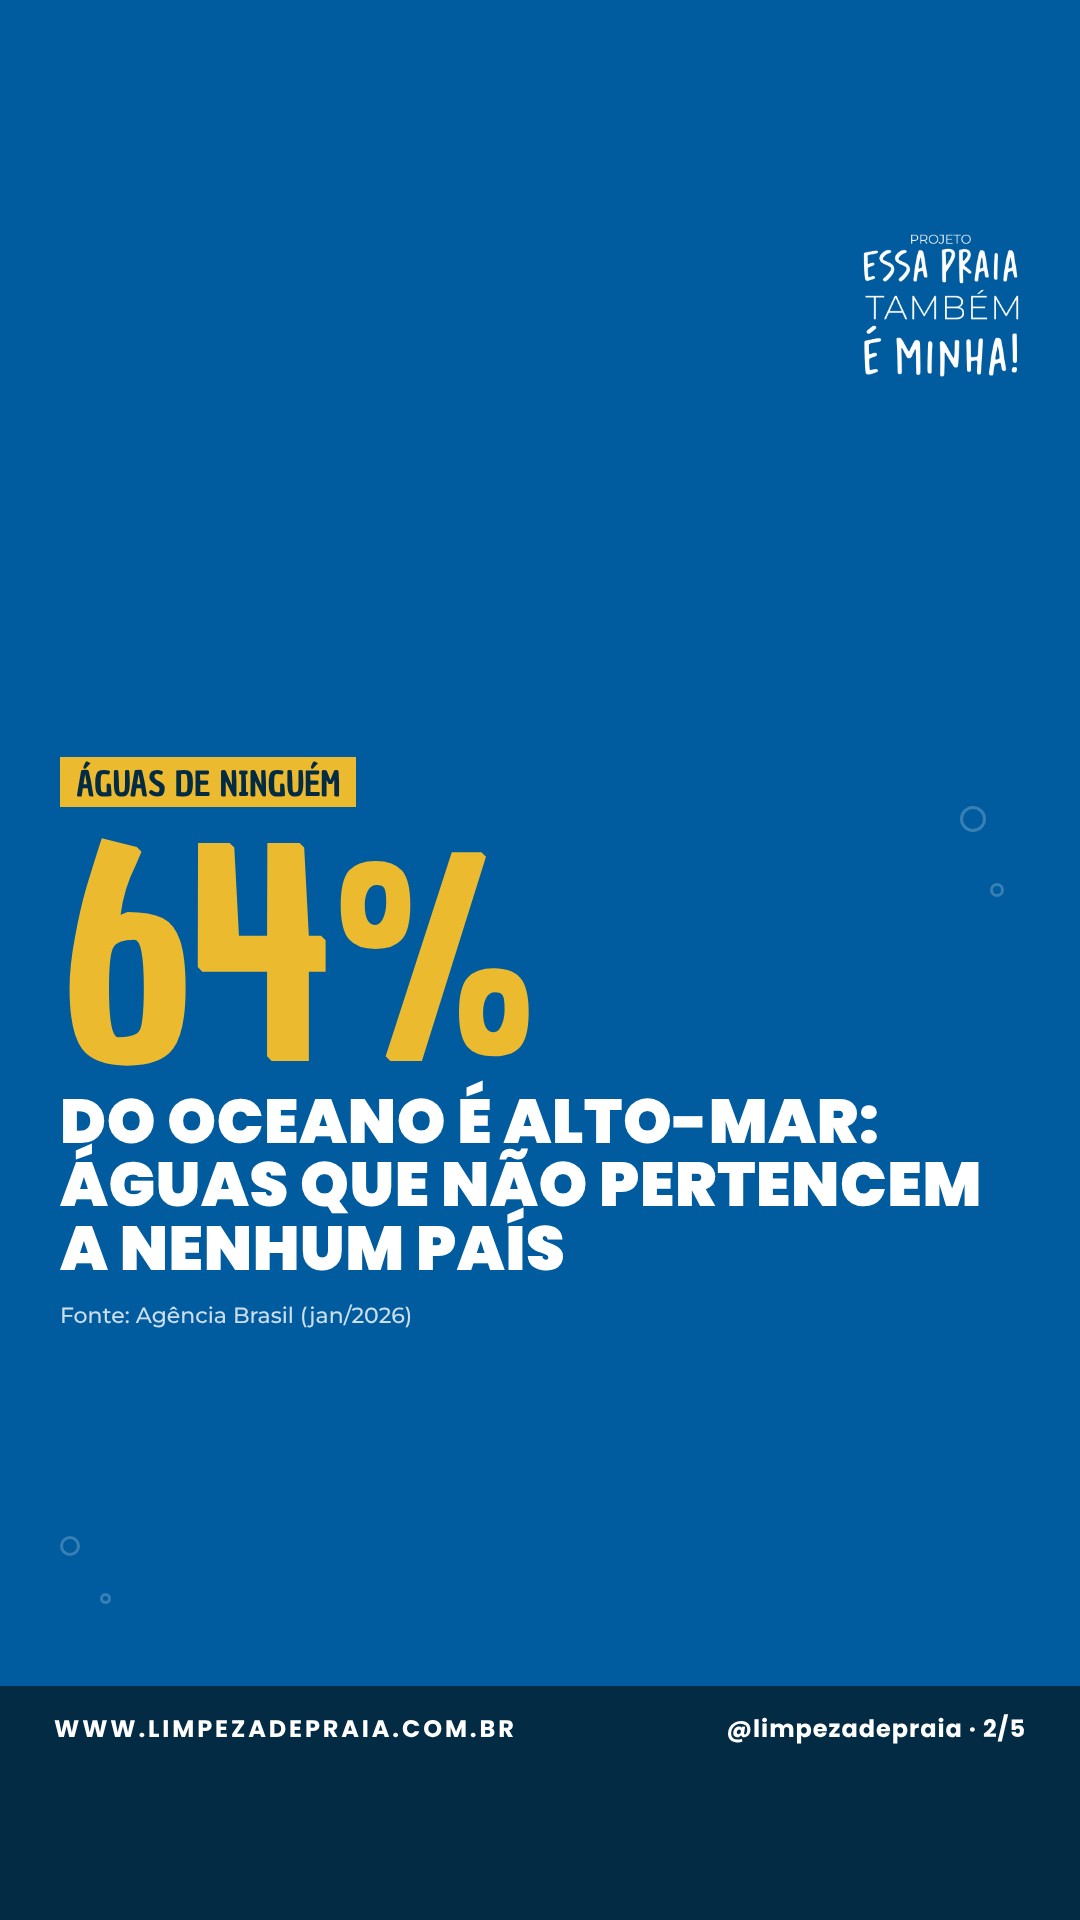 PROJETO
ESSA PRAIA
TAMBÉM
É MINHA!
ÁGUAS DE NINGUÉM
64%
DO OCEANO É ALTO-MAR:
ÁGUAS QUE NÃO PERTENCEM
A NENHUM PAÍS
Fonte: Agência Brasil (jan/2026)
WWW.LIMPEZADEPRAIA.COM.BR
@limpezadepraia · 2/5